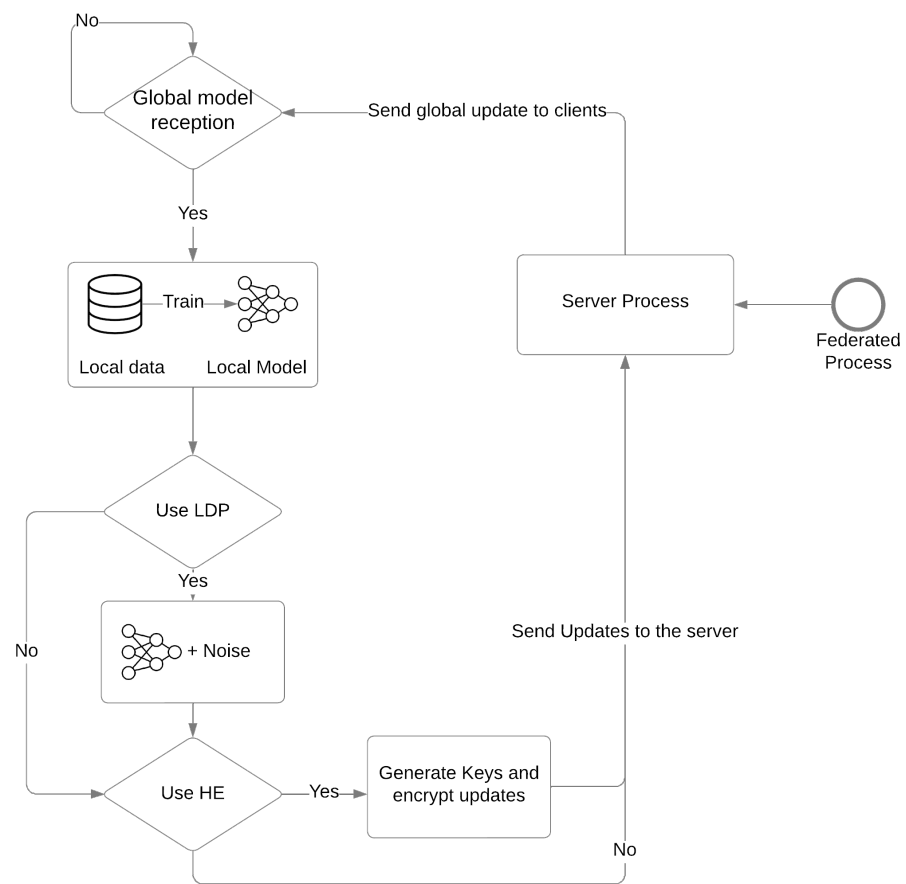 No
Global model
reception
Send global update to clients
Yes
Train
Local data
Local Model
Server Process
Federated
Process
Use LDP
Yes
No
+ Noise
Send Updates to the server
Use HE
Yes
Generate Keys and
encrypt updates
No